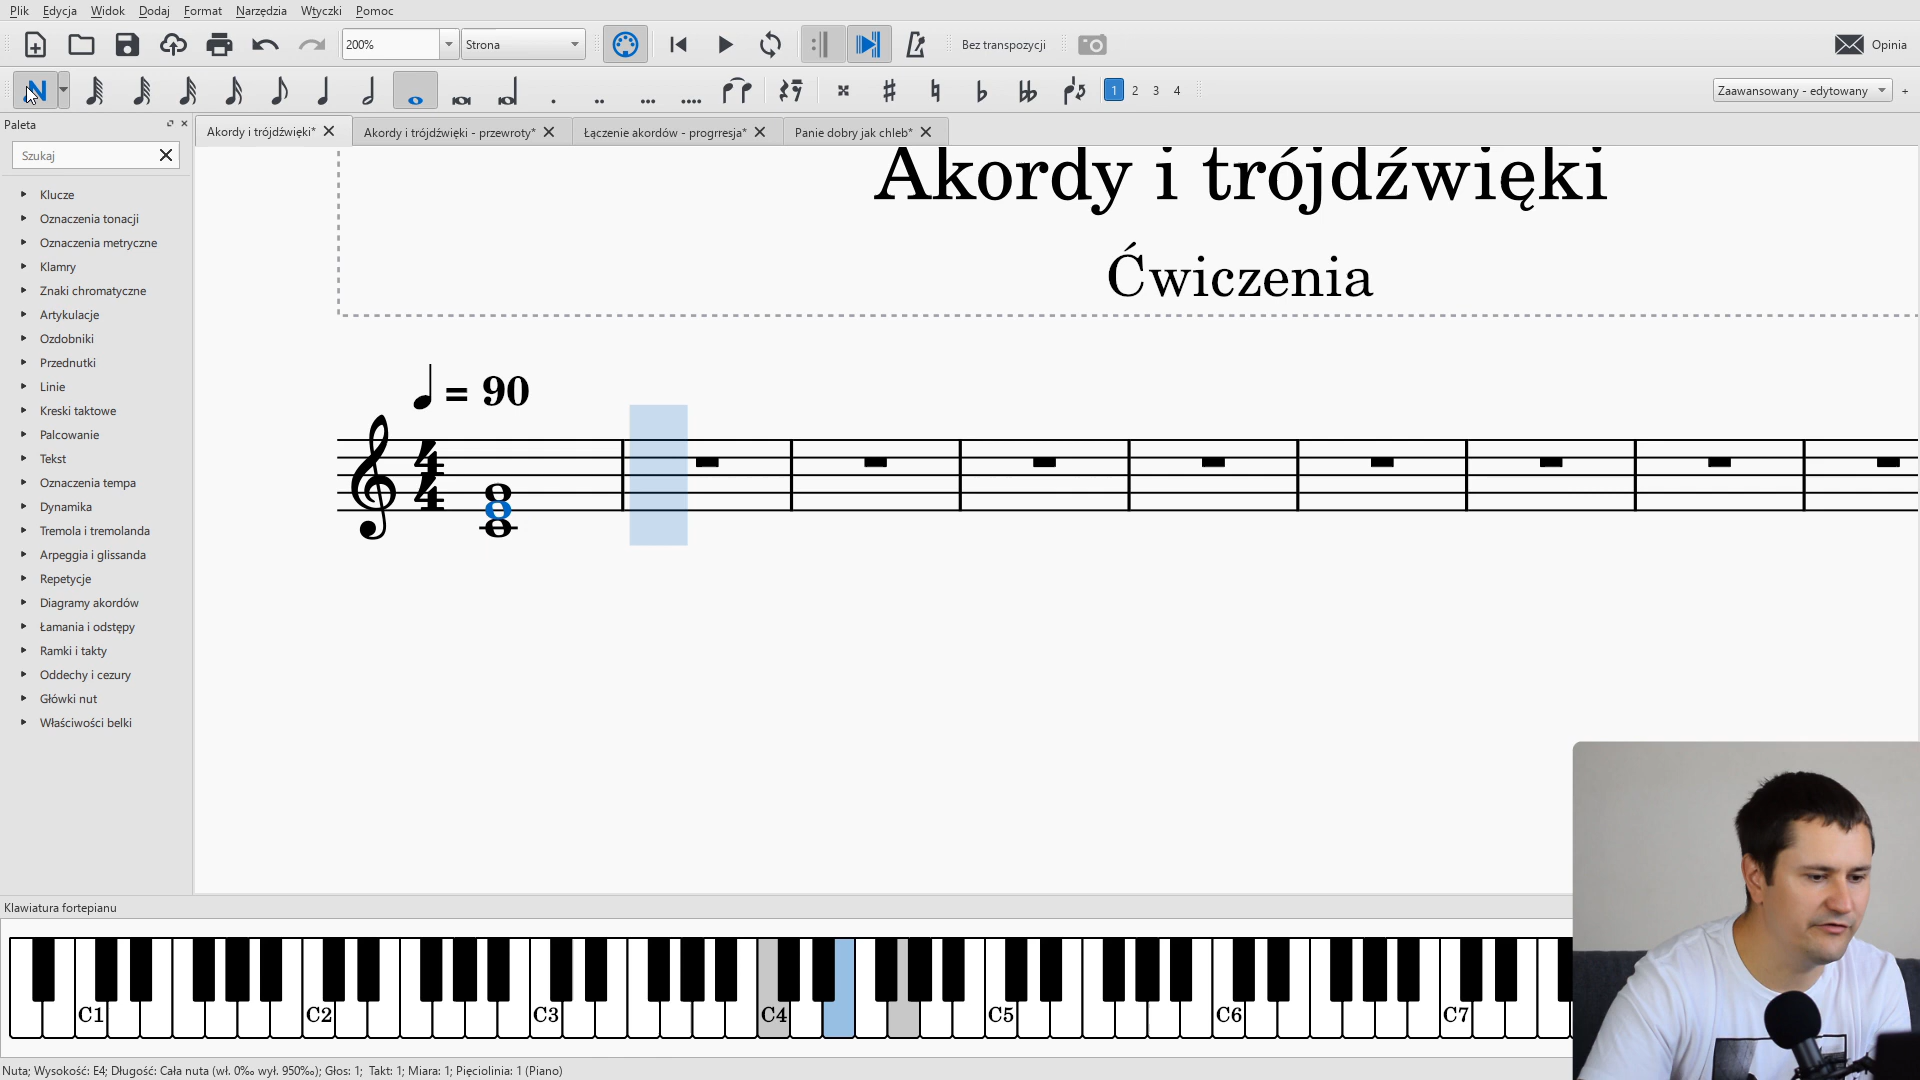 Plik Edycja Widok Dodaj Format Narzędzia Wtyczki Pomoc
200% Strona Bez transpozycji Opinia
N 1 2 3 4 Zaawansowany - edytowany +
Paleta
Akordy i trójdźwięki* Akordy i trójdźwięki - przewroty* Łączenie akordów - progrresja* Panie dobry jak chleb*
Szukaj
Klucze
Oznaczenia tonacji
Oznaczenia metryczne
Klamry
Znaki chromatyczne
Artykulacje
Ozdobniki
Przednutki
Linie
Kreski taktowe
Palcowanie
Tekst
Oznaczenia tempa
Dynamika
Tremola i tremolanda
Arpeggia i glissanda
Repetycje
Diagramy akordów
Łamania i odstępy
Ramki i takty
Oddechy i cezury
Główki nut
Właściwości belki
Akordy i trójdźwięki
Ćwiczenia
= 90
4
4
Klawiatura fortepianu
C1 C2 C3 C4 C5 C6 C7
Nuta; Wysokość: E4; Długość: Cała nuta (wł. 0‰ wył. 950‰); Głos: 1; Takt: 1; Miara: 1; Pięciolinia: 1 (Piano)